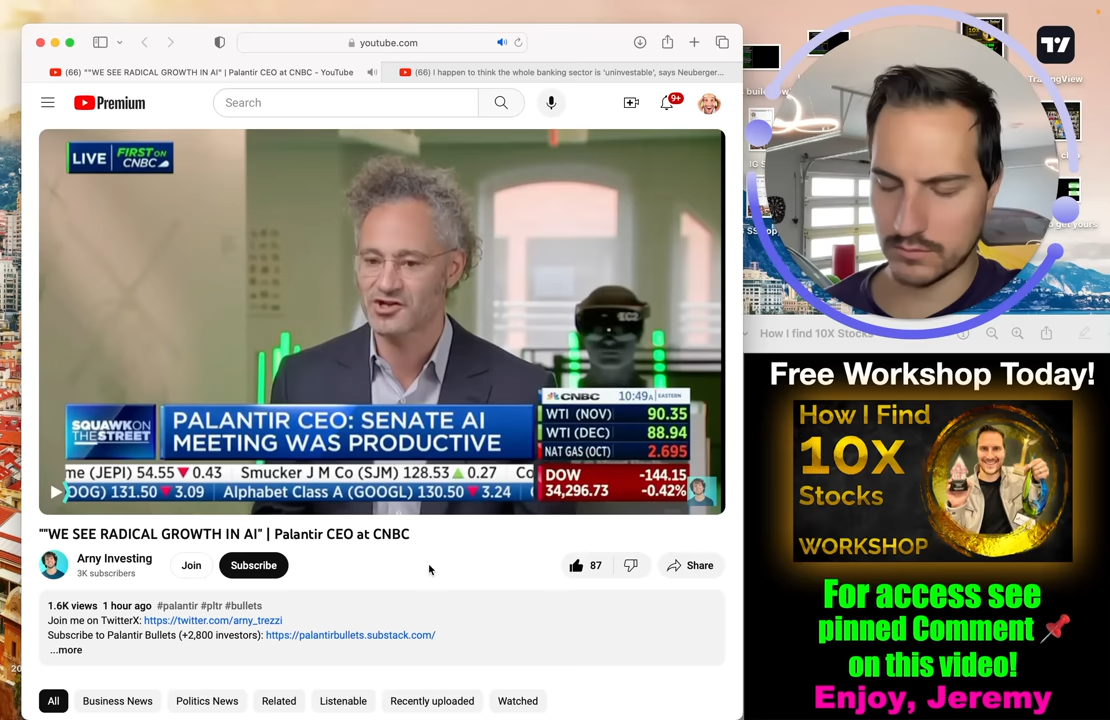 youtube.com
(66) ""WE SEE RADICAL GROWTH IN AI" | Palantir CEO at CNBC - YouTube
(66) I happen to think the whole banking sector is 'uninvestable', says Neuberger...
Premium
Search
9+
LIVE FIRST ON CNBC
EC2
CNBC 10:49A EASTERN
WTI (NOV) 90.35
WTI (DEC) 88.94
NAT GAS (OCT) 2.695
DOW -144.15
34,296.73 -0.42%
SQUAWK ON THE STREET
PALANTIR CEO: SENATE AI
MEETING WAS PRODUCTIVE
me (JEPI) 54.55 ▼ 0.43 Smucker J M Co (SJM) 128.53 ▲ 0.27 Co
OOG) 131.50 ▼ 3.09 Alphabet Class A (GOOGL) 130.50 ▼ 3.24
""WE SEE RADICAL GROWTH IN AI" | Palantir CEO at CNBC
Arny Investing
3K subscribers
Join
Subscribe
87
Share
1.6K views 1 hour ago #palantir #pltr #bullets
Join me on TwitterX: https://twitter.com/arny_trezzi
Subscribe to Palantir Bullets (+2,800 investors): https://palantirbullets.substack.com/
...more
All
Business News
Politics News
Related
Listenable
Recently uploaded
Watched
TradingView
How I find 10X Stocks
Free Workshop Today!
How I Find
10X
Stocks
WORKSHOP
For access see
pinned Comment 📌
on this video!
Enjoy, Jeremy